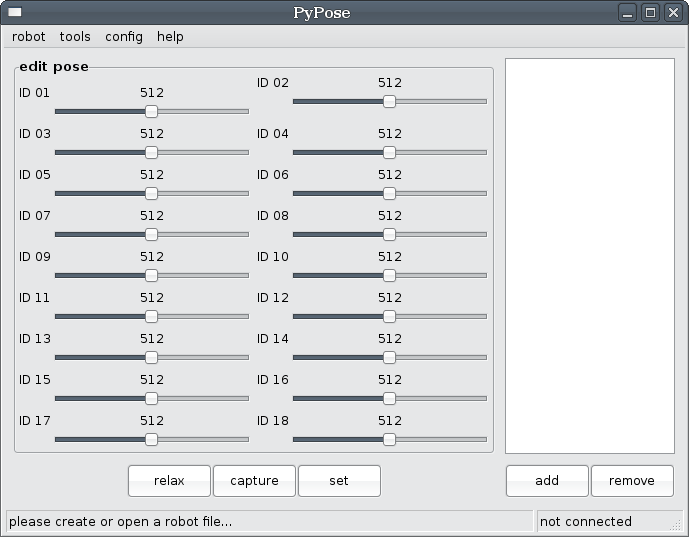 PyPose
robot tools config help
edit pose
ID 01 512 ID 02 512
ID 03 512 ID 04 512
ID 05 512 ID 06 512
ID 07 512 ID 08 512
ID 09 512 ID 10 512
ID 11 512 ID 12 512
ID 13 512 ID 14 512
ID 15 512 ID 16 512
ID 17 512 ID 18 512
relax capture set add remove
please create or open a robot file... not connected